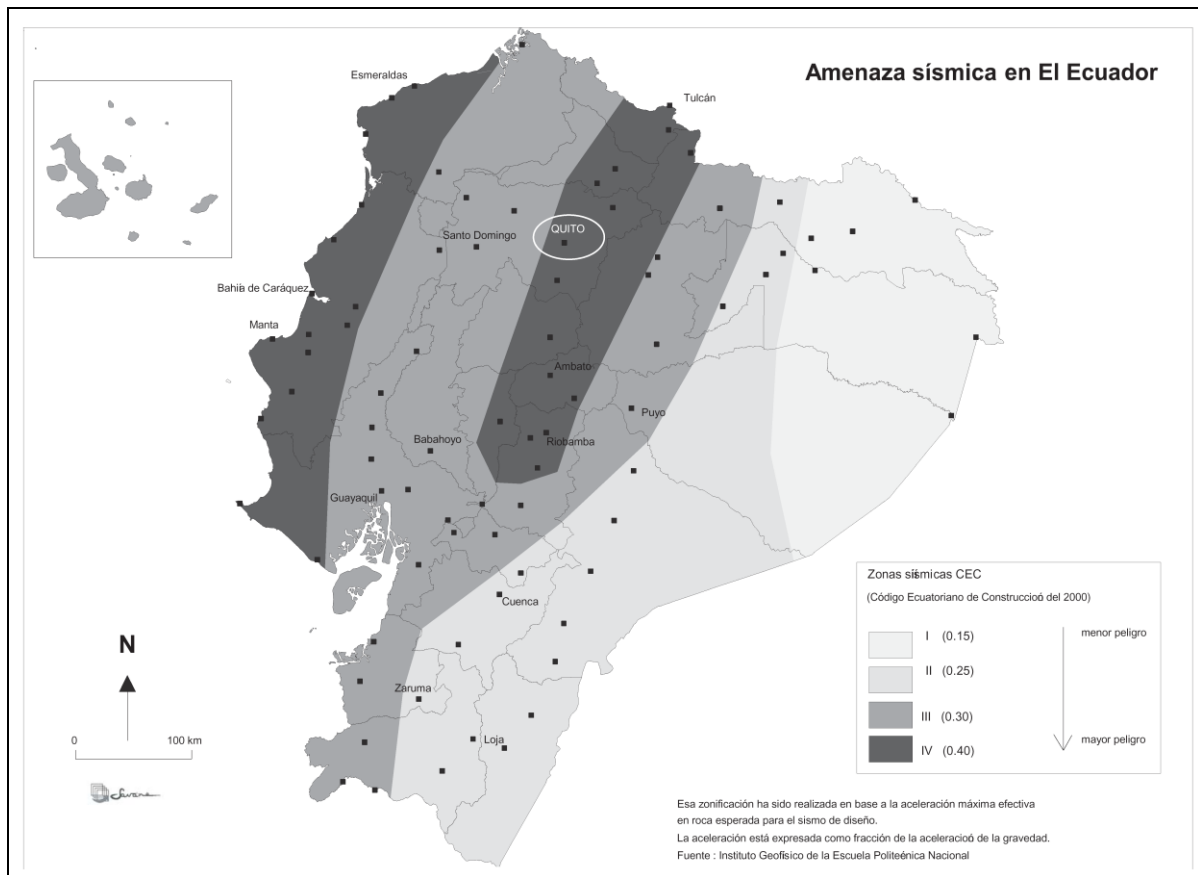 Amenaza sísmica en El Ecuador
Esmeraldas
Tulcán
QUITO
Santo Domingo
Bahía de Caráquez
Manta
Ambato
Puyo
Babahoyo
Riobamba
Guayaquil
Cuenca
Zaruma
Loja
N
0 100 km
Savane
Zonas sísmicas CEC
(Código Ecuatoriano de Construccioó del 2000)
I (0.15)
II (0.25)
III (0.30)
IV (0.40)
menor peligro
mayor peligro
Esa zonificación ha sido realizada en base a la aceleración máxima efectiva
en roca esperada para el sismo de diseño.
La aceleración está expresada como fracción de la aceleracioó de la gravedad.
Fuente : Instituto Geofísico de la Escuela Politeénica Nacional